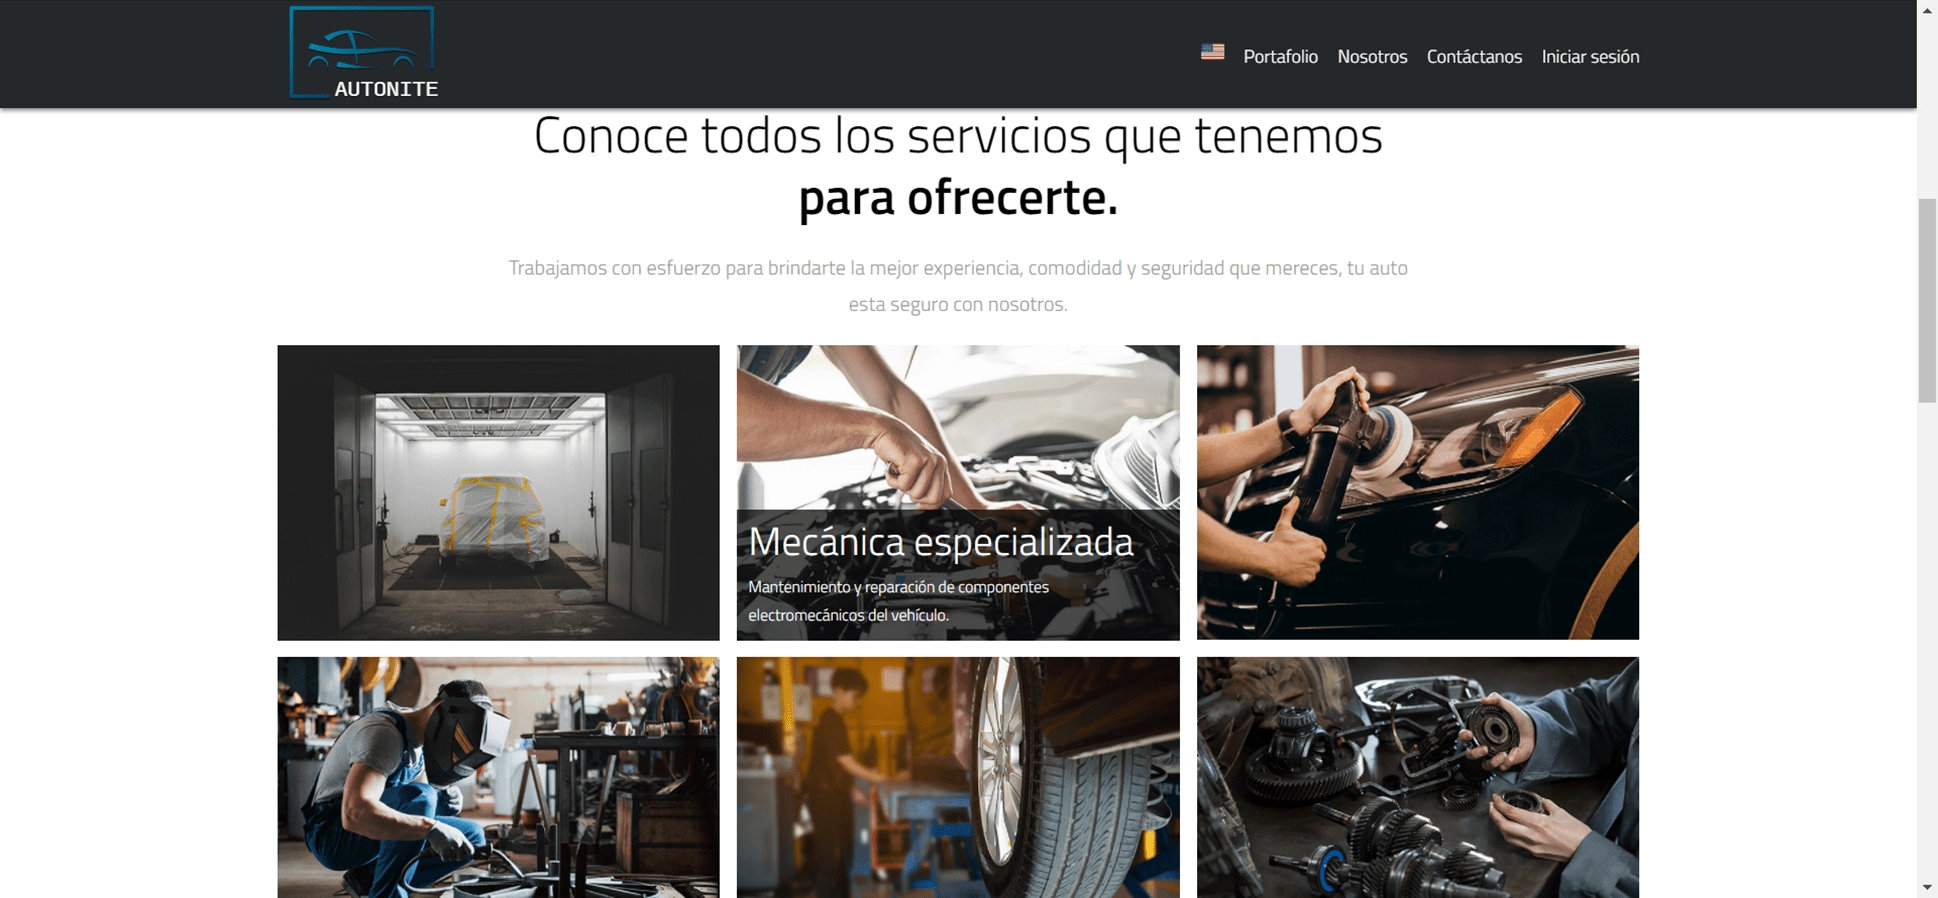 AUTONITE
Portafolio Nosotros Contáctanos Iniciar sesión
Conoce todos los servicios que tenemos
para ofrecerte.
Trabajamos con esfuerzo para brindarte la mejor experiencia, comodidad y seguridad que mereces, tu auto
esta seguro con nosotros.
Mecánica especializada
Mantenimiento y reparación de componentes
electromecánicos del vehículo.